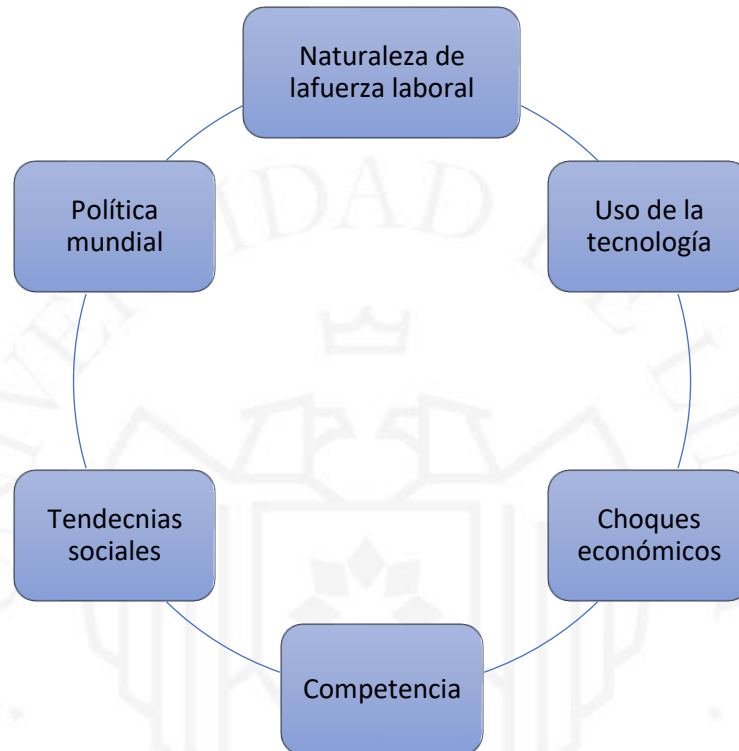 Naturaleza de
lafuerza laboral
Uso de la
tecnología
Choques
económicos
Competencia
Tendecnias
sociales
Política
mundial